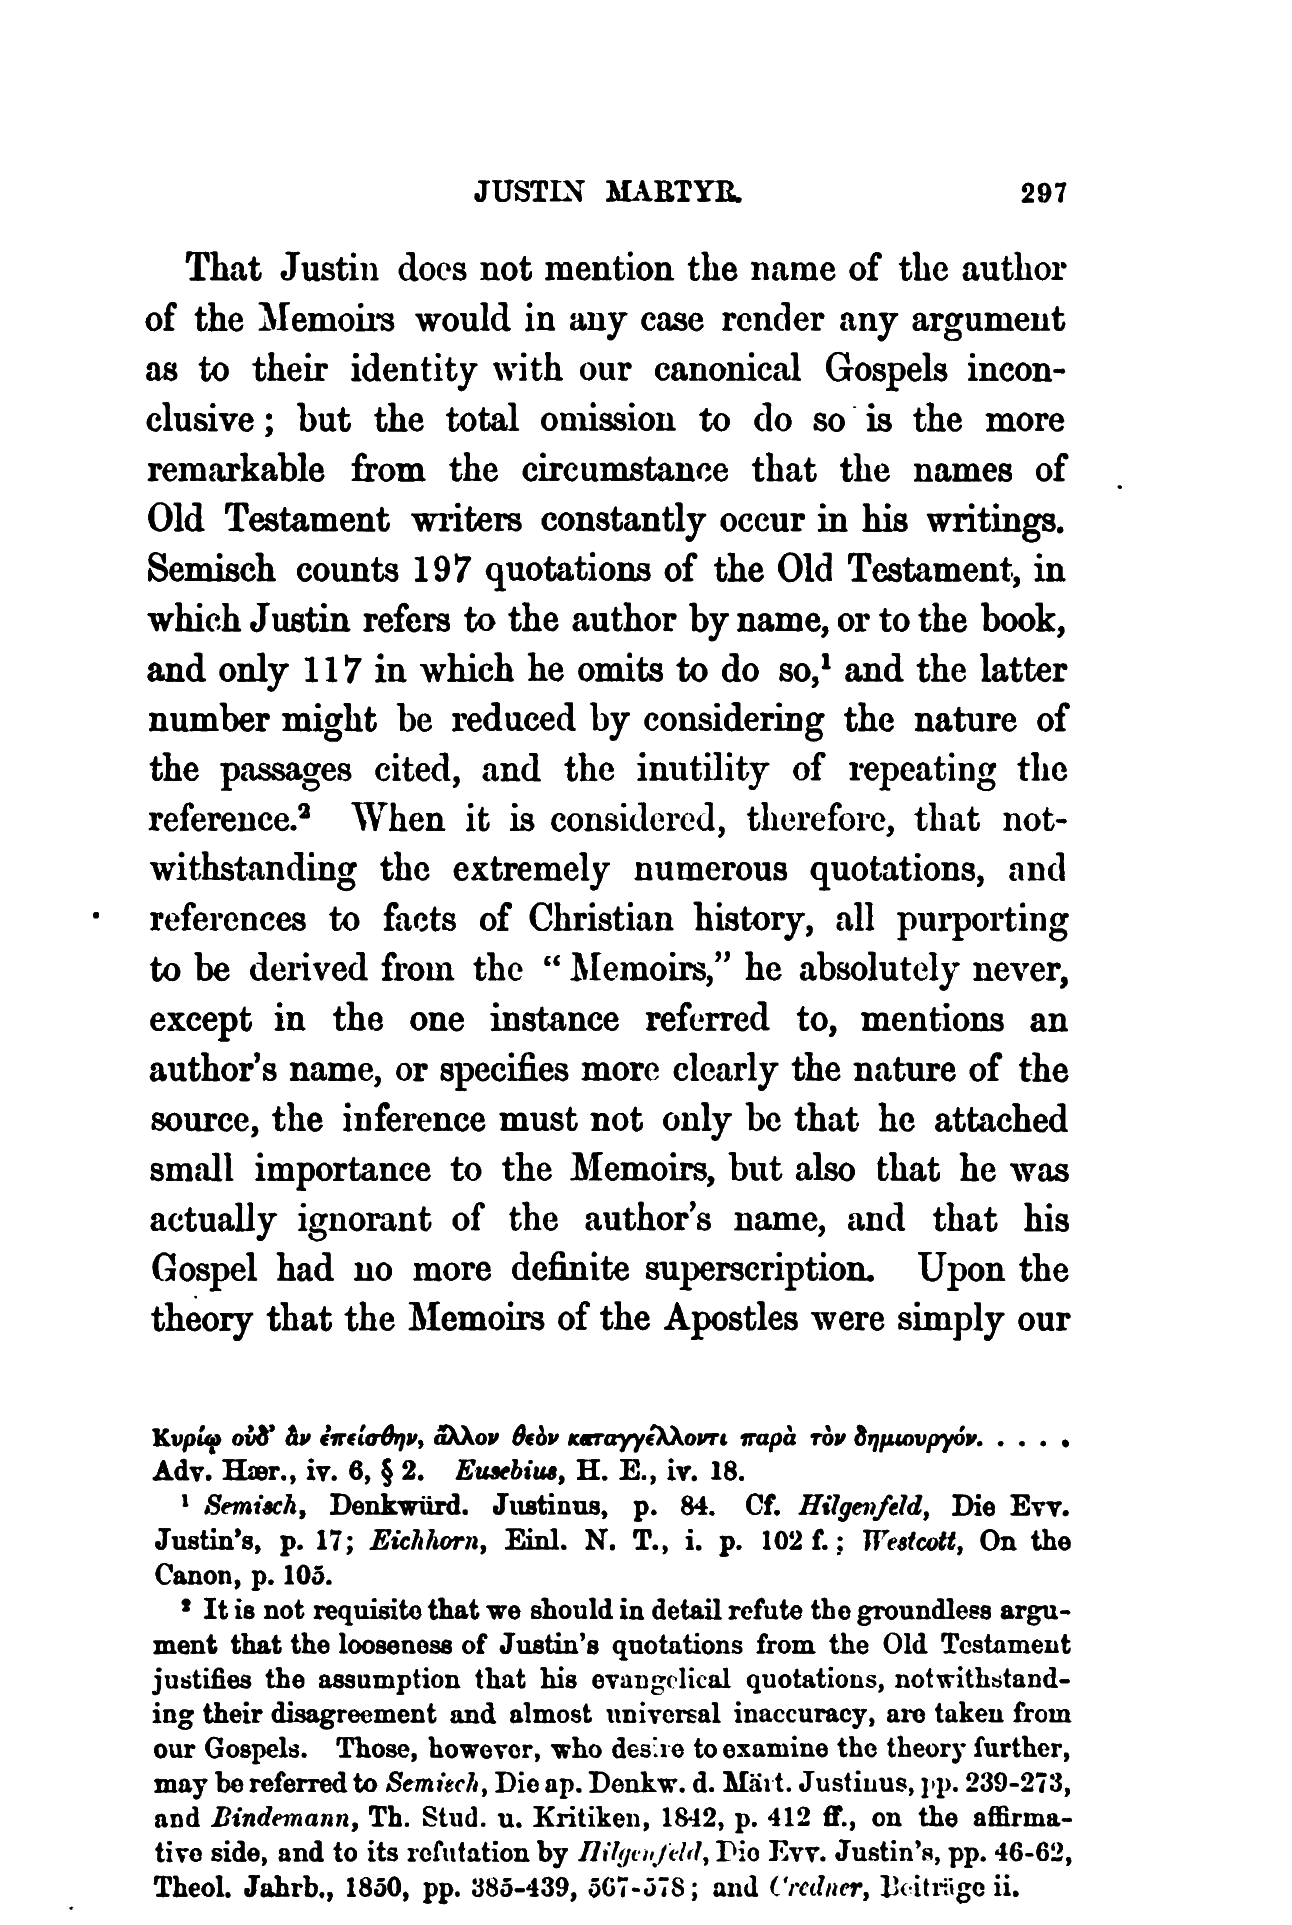 JUSTIN MARTYR. 297
That Justin does not mention the name of the author
of the Memoirs would in any case render any argument
as to their identity with our canonical Gospels incon-
clusive; but the total omission to do so is the more
remarkable from the circumstance that the names of
Old Testament writers constantly occur in his writings.
Semisch counts 197 quotations of the Old Testament, in
which Justin refers to the author by name, or to the book,
and only 117 in which he omits to do so,¹ and the latter
number might be reduced by considering the nature of
the passages cited, and the inutility of repeating the
reference.² When it is considered, therefore, that not-
withstanding the extremely numerous quotations, and
references to facts of Christian history, all purporting
to be derived from the “Memoirs,” he absolutely never,
except in the one instance referred to, mentions an
author’s name, or specifies more clearly the nature of the
source, the inference must not only be that he attached
small importance to the Memoirs, but also that he was
actually ignorant of the author’s name, and that his
Gospel had no more definite superscription. Upon the
theory that the Memoirs of the Apostles were simply our
Κυρίῳ οὐδ’ ἂν ἐπείσθην, ἄλλον θεὸν καταγγέλλοντι παρὰ τὸν δημιουργόν. . . . .
Adv. Hær., iv. 6, § 2. Eusebius, H. E., iv. 18.
¹ Semisch, Denkwürd. Justinus, p. 84. Cf. Hilgenfeld, Die Evv.
Justin’s, p. 17; Eichhorn, Einl. N. T., i. p. 102 f.; Westcott, On the
Canon, p. 105.
² It is not requisite that we should in detail refute the groundless argu-
ment that the looseness of Justin’s quotations from the Old Testament
justifies the assumption that his evangelical quotations, notwithstand-
ing their disagreement and almost universal inaccuracy, are taken from
our Gospels. Those, however, who desire to examine the theory further,
may be referred to Semisch, Die ap. Denkw. d. Märt. Justinus, pp. 239-273,
and Bindemann, Th. Stud. u. Kritiken, 1842, p. 412 ff., on the affirma-
tive side, and to its refutation by Hilgenfeld, Die Evv. Justin’s, pp. 46-62,
Theol. Jahrb., 1850, pp. 385-439, 567-578; and Credner, Beiträge ii.